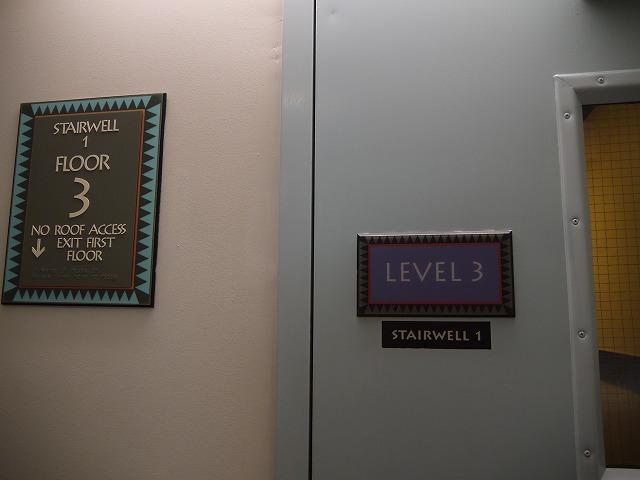 STAIRWELL
1
FLOOR
3
NO ROOF ACCESS
EXIT FIRST
FLOOR
LEVEL 3
STAIRWELL 1